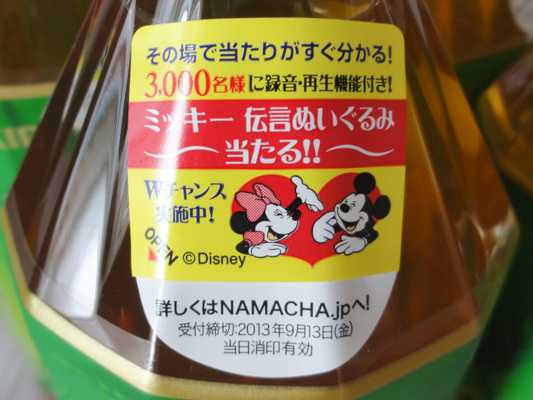 その場で当たりがすぐ分かる!
3,000名様に録音・再生機能付き!
ミッキー 伝言ぬいぐるみ
〜当たる!!〜
Wチャンス
実施中!
OPEN
©Disney
詳しくはNAMACHA.jpへ!
受付締切:2013年9月13日(金)
当日消印有効